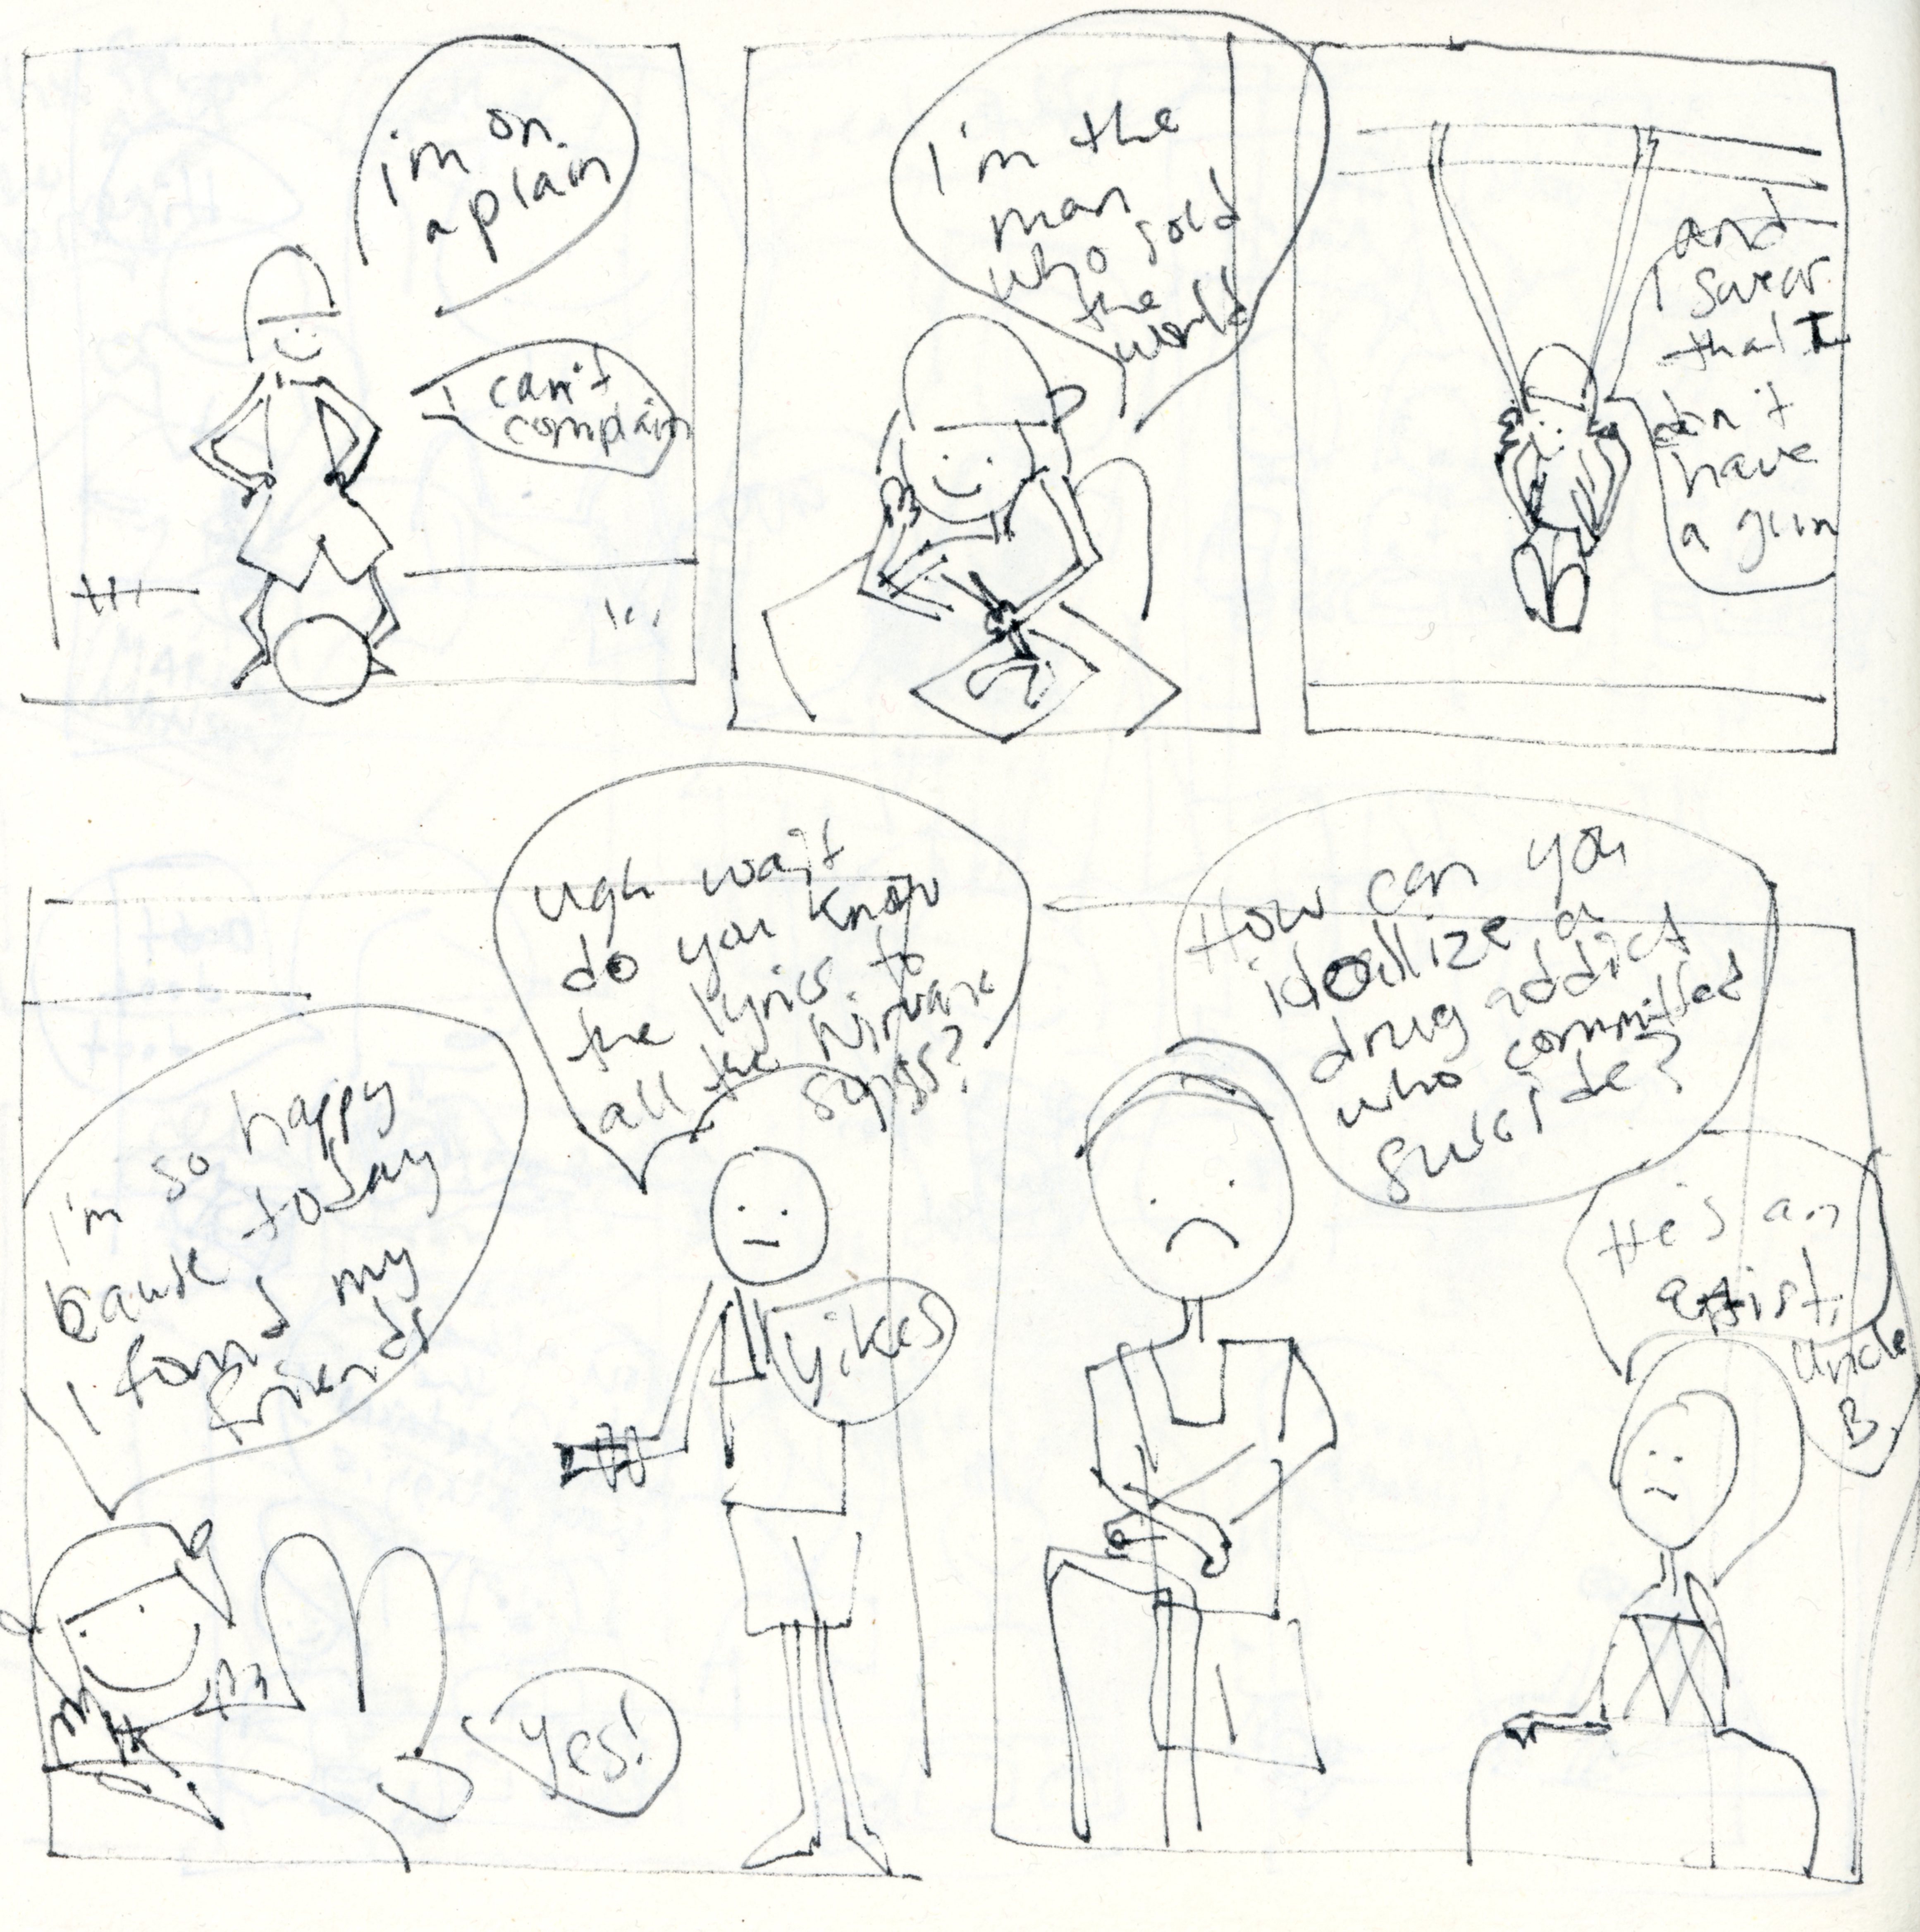 i'm on
a plain
I can't
complain
I'm the
man
who sold
the
world
and
I swear
that I
don't
have
a gun
I'm so happy
cause today
I found my
friends
Yes!
ugh wait
do you know
the lyrics to
all the Nirvana
songs?
yikes
How can you
idealize a
drug addict
who committed
suicide?
He's an
artist,
Uncle
B.